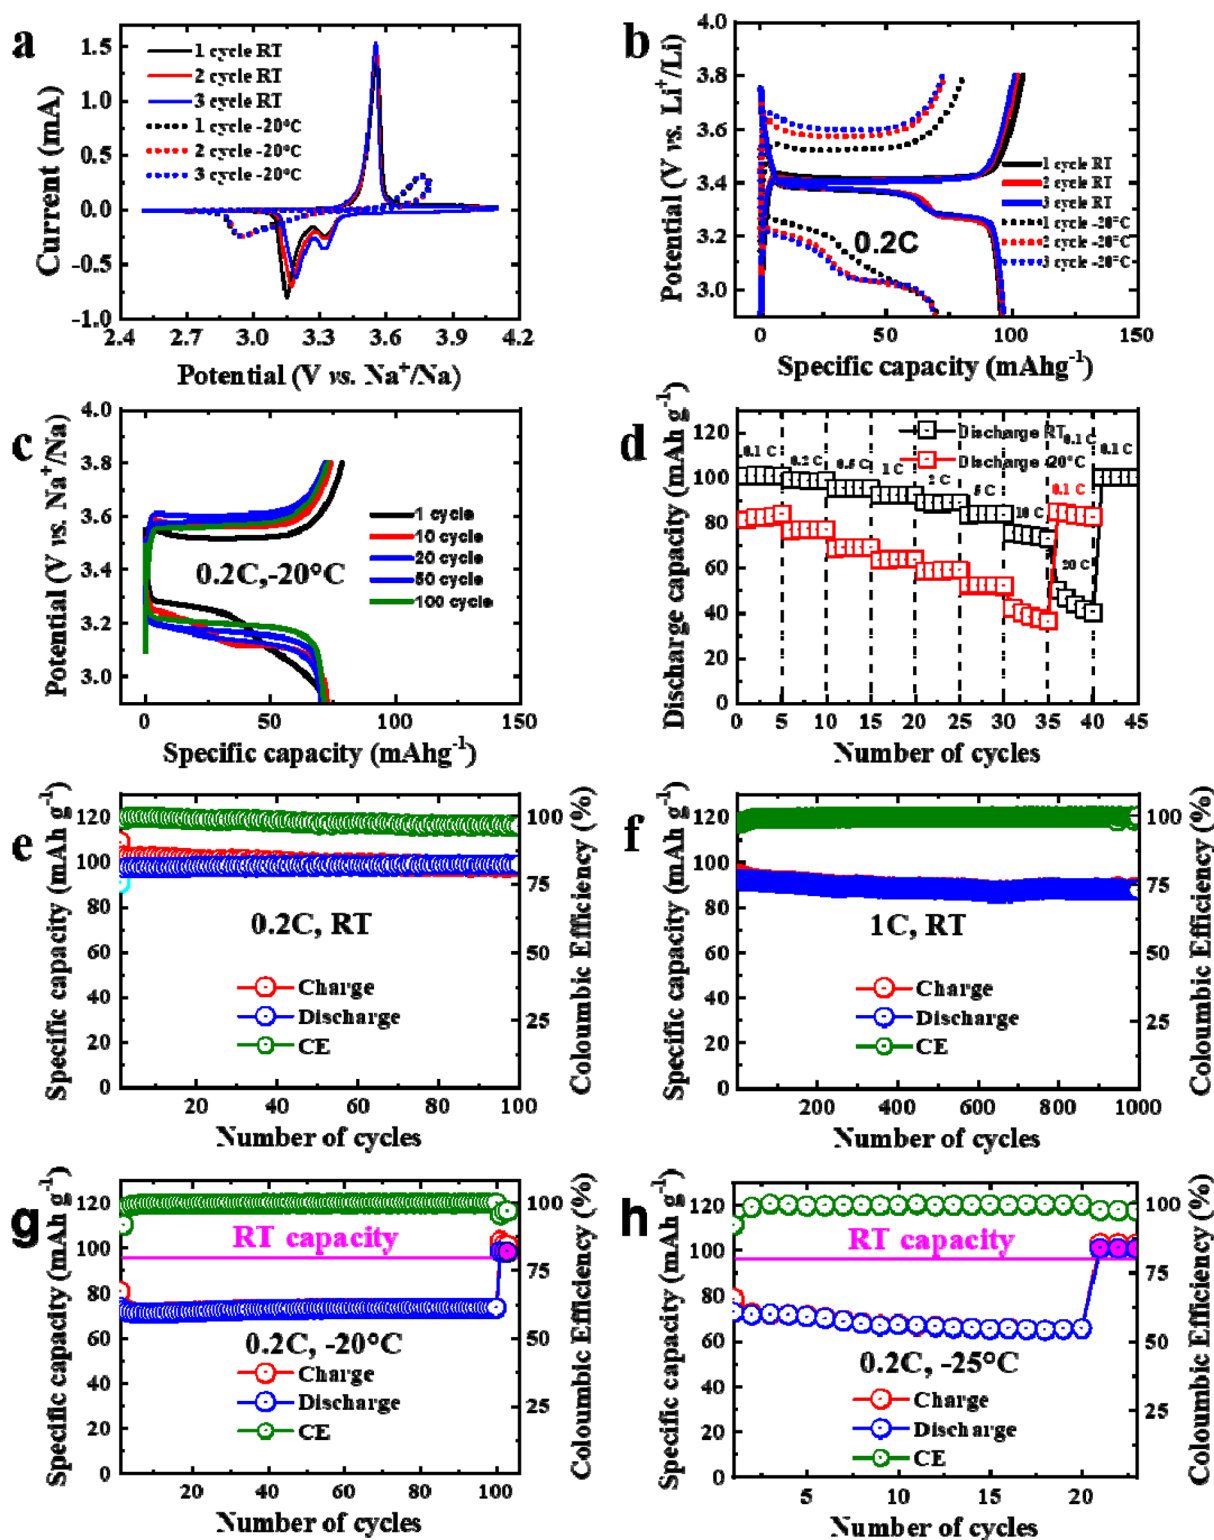 a
1 cycle RT
2 cycle RT
3 cycle RT
1 cycle -20°C
2 cycle -20°C
3 cycle -20°C
Current (mA)
1.5
1.0
0.5
0.0
-0.5
-1.0
2.4 3.0 3.6 4.2
Potential (V vs. Na⁺/Na)
b
1 cycle RT
2 cycle RT
3 cycle RT
1 cycle -20°C
2 cycle -20°C
3 cycle -20°C
0.2C
Potential (V vs. Li⁺/Li)
4.0
3.8
3.6
3.4
3.2
3.0
0 50 100 150
Specific capacity (mAhg⁻¹)
c
1 cycle
10 cycle
20 cycle
50 cycle
100 cycle
0.2C,-20°C
Potential (V vs. Na⁺/Na)
4.0
3.8
3.6
3.4
3.2
3.0
0 50 100 150
Specific capacity (mAhg⁻¹)
d
Discharge RT
Discharge -20°C
0.1 C 0.2 C 0.5 C 1 C 2 C 5 C 10 C 0.1 C 0.1 C
0.1 C
20 C
Discharge capacity (mAh g⁻¹)
120
100
80
60
40
20
0
0 5 10 15 20 25 30 35 40 45
Number of cycles
e
0.2C, RT
Charge
Discharge
CE
Specific capacity (mAh g⁻¹)
120
100
80
60
40
20
0
Coloumbic Efficiency (%)
100
75
50
25
20 40 60 80 100
Number of cycles
f
1C, RT
Charge
Discharge
CE
Specific capacity (mAh g⁻¹)
120
100
80
60
40
20
0
Coloumbic Efficiency (%)
100
75
50
25
200 400 600 800 1000
Number of cycles
g
RT capacity
0.2C, -20°C
Charge
Discharge
CE
Specific capacity (mAh g⁻¹)
120
100
80
60
40
20
0
Coloumbic Efficiency (%)
100
75
50
25
20 40 60 80 100
Number of cycles
h
RT capacity
0.2C, -25°C
Charge
Discharge
CE
Specific capacity (mAh g⁻¹)
120
100
80
60
40
20
0
Coloumbic Efficiency (%)
100
75
50
25
5 10 15 20
Number of cycles